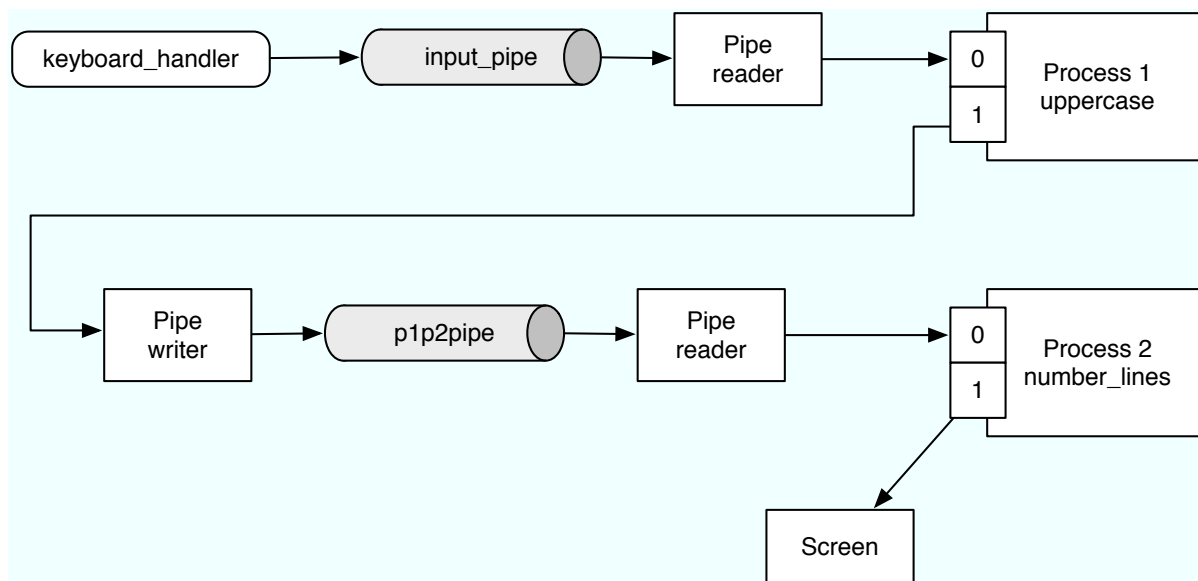 keyboard_handler
input_pipe
Pipe
reader
0
1
Process 1
uppercase
Pipe
writer
p1p2pipe
Pipe
reader
0
1
Process 2
number_lines
Screen